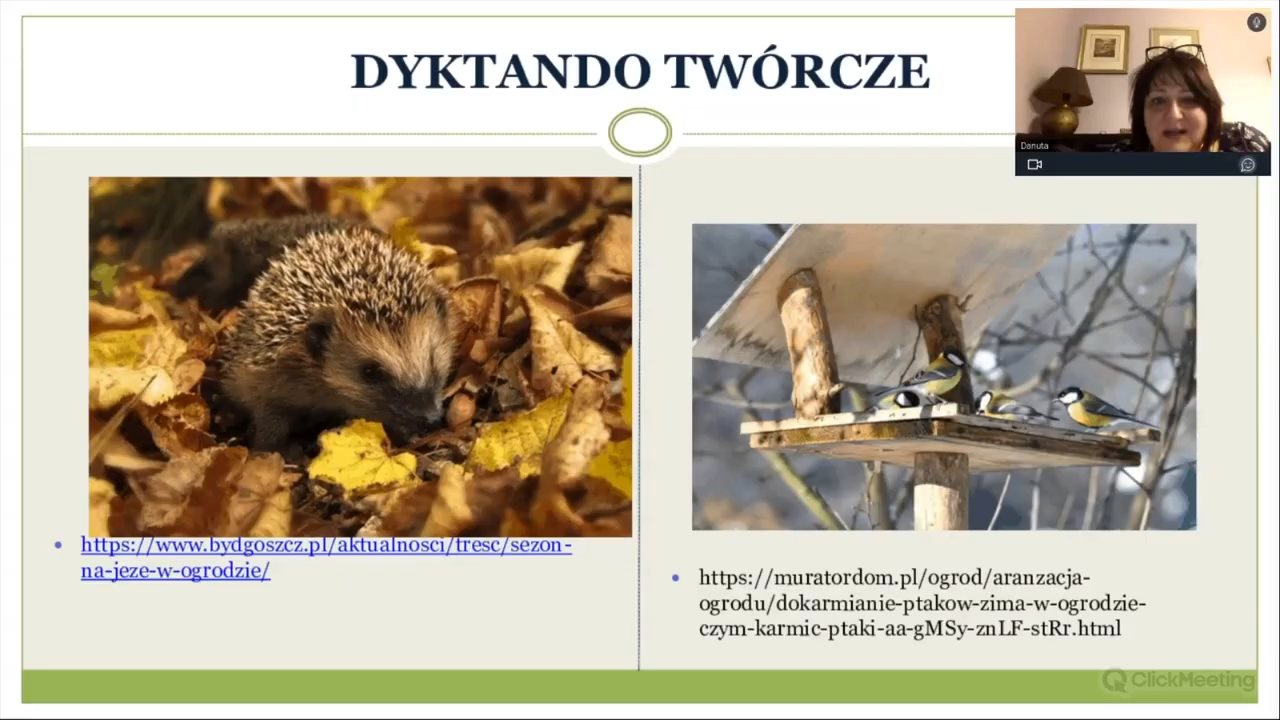 DYKTANDO TWÓRCZE
Danuta
https://www.bydgoszcz.pl/aktualnosci/tresc/sezon-
na-jeze-w-ogrodzie/
https://muratordom.pl/ogrod/aranzacja-
ogrodu/dokarmianie-ptakow-zima-w-ogrodzie-
czym-karmic-ptaki-aa-gMSy-znLF-stRr.html
ClickMeeting